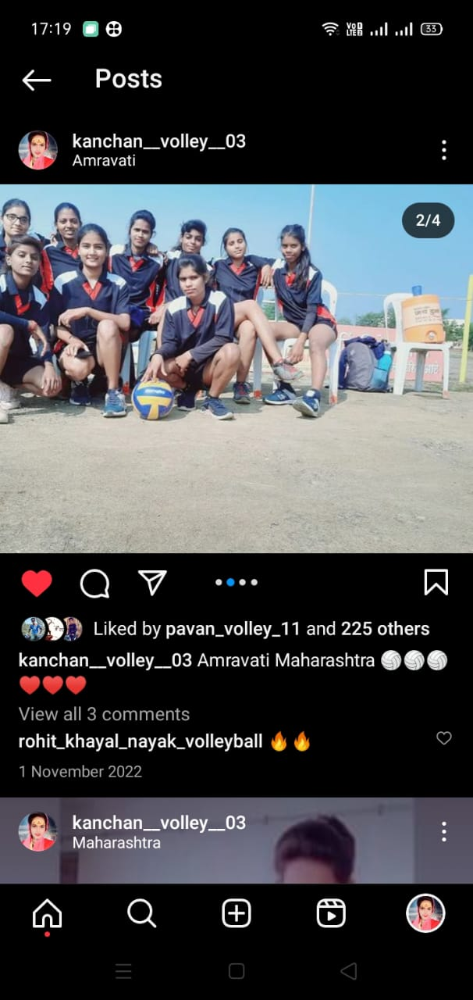 17:19
33
Posts
kanchan__volley__03
Amravati
2/4
Liked by pavan_volley_11 and 225 others
kanchan__volley__03 Amravati Maharashtra 🏐🏐🏐
❤️❤️❤️
View all 3 comments
rohit_khayal_nayak_volleyball 🔥🔥
1 November 2022
kanchan__volley__03
Maharashtra